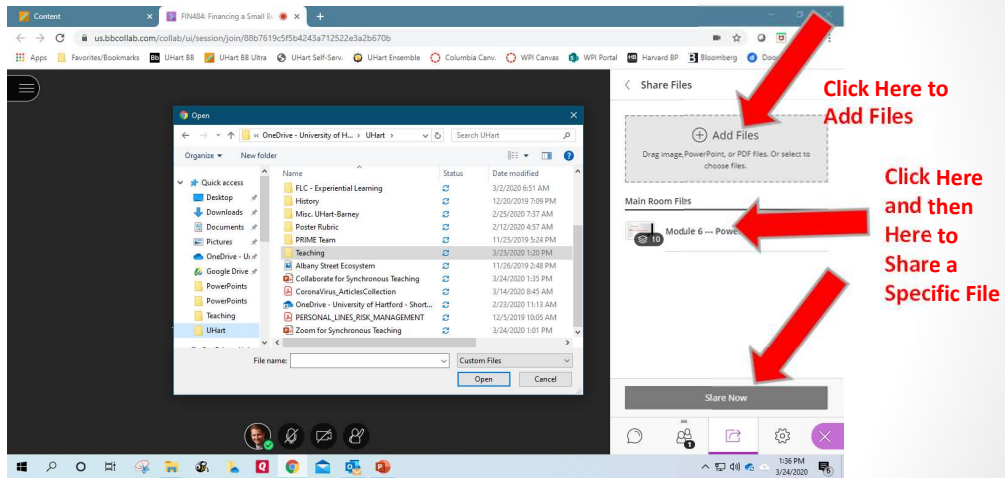 Content
FIN484: Financing a Small Bu
us.bbcollab.com/collab/ui/session/join/88b7619c5f5b4243a712522e3a2b670b
Apps Favorites/Bookmarks Bb UHart BB UHart BB Ultra UHart Self-Serv. UHart Ensemble Columbia Canv. WPI Canvas WPI Portal Harvard BP Bloomberg
Share Files
Click Here to
Add Files
Add Files
Drag image,PowerPoint, or PDF files. Or select to
choose files.
Main Room Files
10
Module 6 ---
Click Here
and then
Here to
Share a
Specific File
Share Now
Open
« OneDrive - University of H... › UHart ›
Search UHart
Organize
New folder
Quick access
Desktop
Downloads
Documents
Pictures
OneDrive - Uni
Google Drive
PowerPoints
PowerPoints
Teaching
UHart
Name Status Date modified
FLC - Experiential Learning 3/2/2020 6:51 AM
History 12/20/2019 7:09 PM
Misc. UHart-Barney 2/25/2020 7:37 AM
Poster Rubric 2/12/2020 4:57 AM
PRIME Team 11/25/2019 5:24 PM
Teaching 3/23/2020 1:20 PM
Albany Street Ecosystem 11/26/2019 2:48 PM
Collaborate for Synchronous Teaching 3/24/2020 1:35 PM
CoronaVirus_ArticlesCollection 3/14/2020 8:45 AM
OneDrive - University of Hartford - Short... 2/23/2020 11:13 AM
PERSONAL_LINES_RISK_MANAGEMENT 12/5/2019 10:05 AM
Zoom for Synchronous Teaching 3/24/2020 1:01 PM
File name:
Custom Files
Open
Cancel
1:36 PM
3/24/2020
6